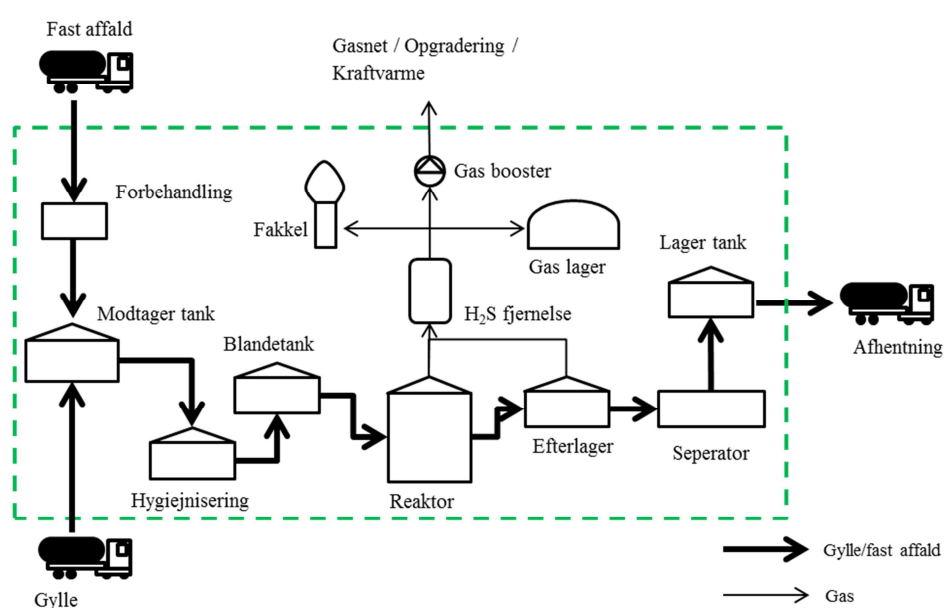 Fast affald
Gasnet / Opgradering /
Kraftvarme
Forbehandling
Gas booster
Fakkel
Gas lager
Lager tank
Modtager tank
H₂S fjernelse
Blandetank
Afhentning
Hygiejnisering
Reaktor
Efterlager
Seperator
Gylle
Gylle/fast affald
Gas